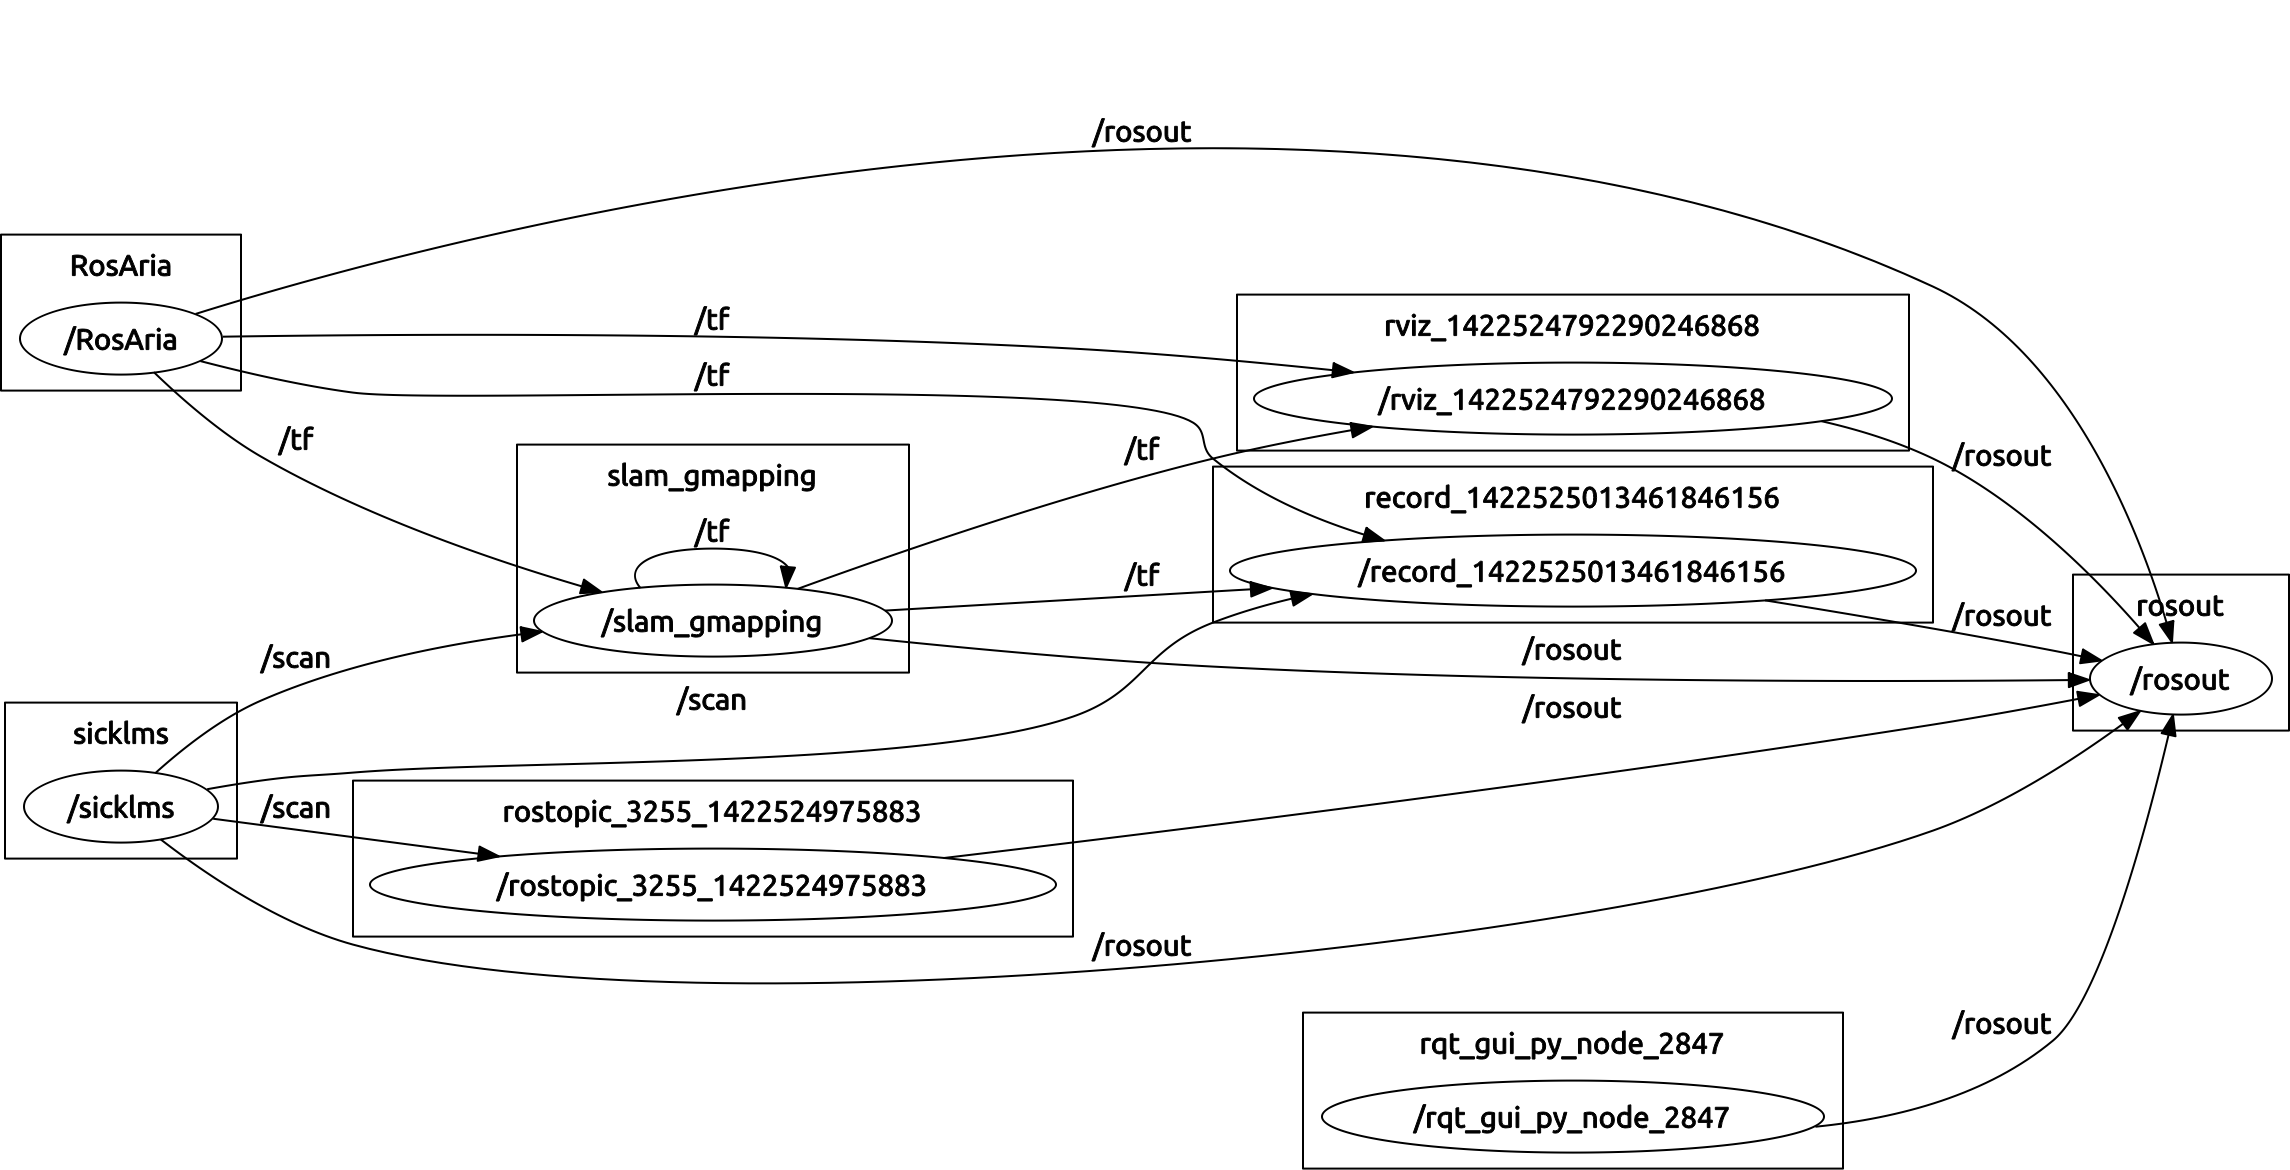 /rosout
RosAria
/RosAria
/tf
/tf
/tf
rviz_1422524792290246868
/rviz_1422524792290246868
/tf
/rosout
slam_gmapping
/tf
/slam_gmapping
record_1422525013461846156
/record_1422525013461846156
/tf
/rosout
rosout
/rosout
/rosout
/rosout
/scan
/scan
sicklms
/sicklms
/scan
rostopic_3255_1422524975883
/rostopic_3255_1422524975883
/rosout
/rosout
rqt_gui_py_node_2847
/rqt_gui_py_node_2847